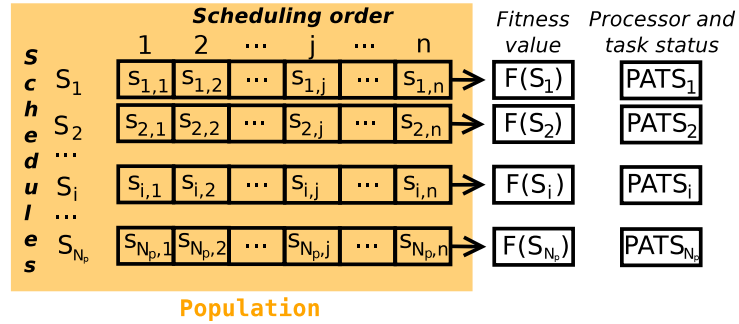 Scheduling order
Fitness value
Processor and task status
Schedules
1 2 ... j ... n
S1 s1,1 s1,2 ... s1,j ... s1,n F(S1) PATS1
S2 s2,1 s2,2 ... s2,j ... s2,n F(S2) PATS2
...
Si si,1 si,2 ... si,j ... si,n F(Si) PATSi
...
SNp sNp,1 sNp,2 ... sNp,j ... sNp,n F(SNp) PATSNp
Population